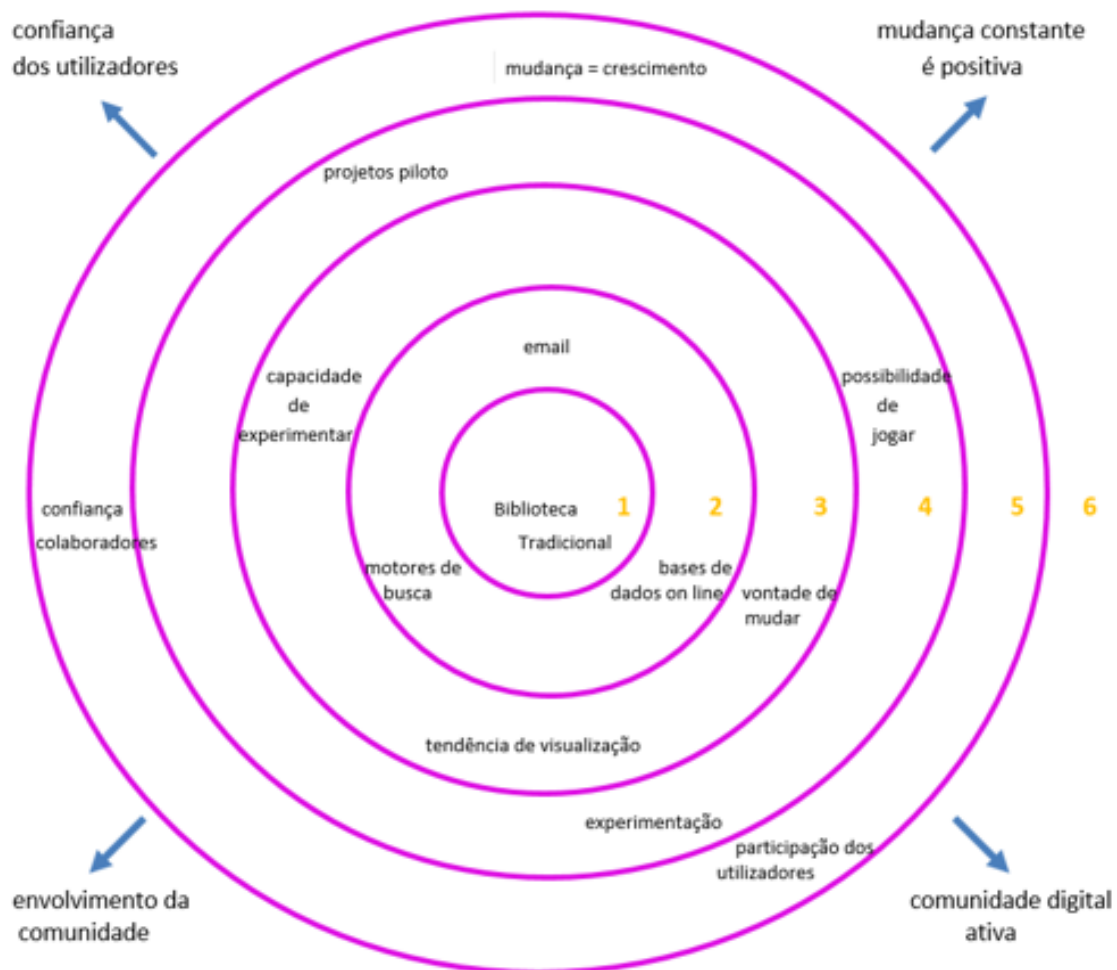 confiança
dos utilizadores
mudança constante
é positiva
mudança = crescimento
projetos piloto
email
capacidade
de
experimentar
possibilidade
de
jogar
confiança
colaboradores
Biblioteca
Tradicional
1
2
3
4
5
6
motores de
busca
bases de
dados on line
vontade de
mudar
tendência de visualização
experimentação
participação dos
utilizadores
envolvimento da
comunidade
comunidade digital
ativa